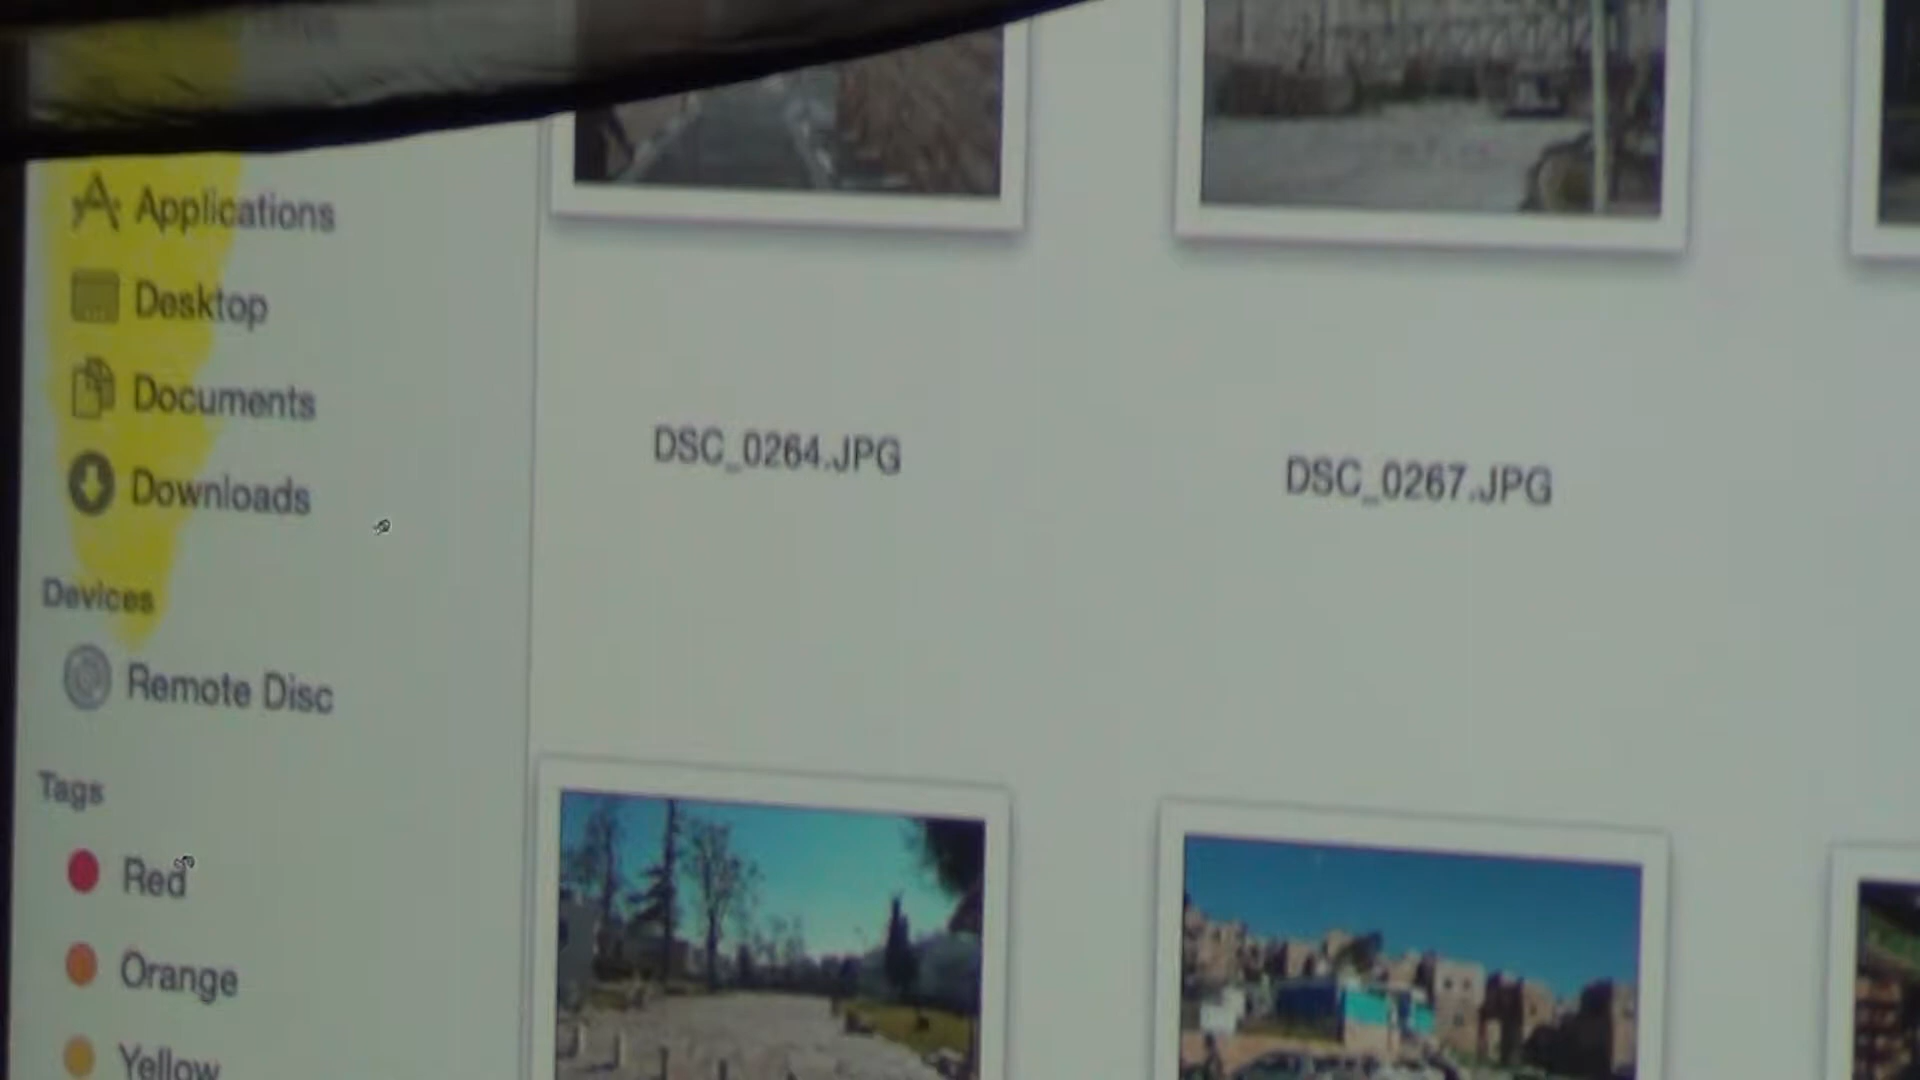 Applications
Desktop
Documents
Downloads
Devices
Remote Disc
Tags
Red
Orange
Yellow
DSC_0264.JPG
DSC_0267.JPG